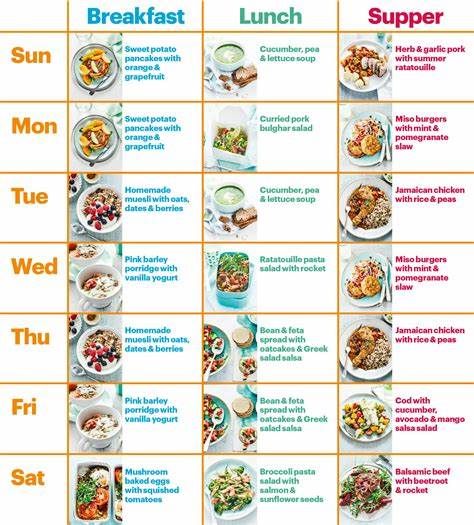 Breakfast Lunch Supper
Sun
Sweet potato
pancakes with
orange &
grapefruit
Cucumber, pea
& lettuce soup
Herb & garlic pork
with summer
ratatouille
Mon
Sweet potato
pancakes with
orange &
grapefruit
Curried pork
bulghar salad
Miso burgers
with mint &
pomegranate
slaw
Tue
Homemade
muesli with oats,
dates & berries
Cucumber, pea
& lettuce soup
Jamaican chicken
with rice & peas
Wed
Pink barley
porridge with
vanilla yogurt
Ratatouille pasta
salad with rocket
Miso burgers
with mint &
pomegranate
slaw
Thu
Homemade
muesli with oats,
dates & berries
Bean & feta
spread with
oatcakes & Greek
salad salsa
Jamaican chicken
with rice & peas
Fri
Pink barley
porridge with
vanilla yogurt
Bean & feta
spread with
oatcakes & Greek
salad salsa
Cod with
cucumber,
avocado & mango
salsa salad
Sat
Mushroom
baked eggs
with squished
tomatoes
Broccoli pasta
salad with
salmon &
sunflower seeds
Balsamic beef
with beetroot
& rocket